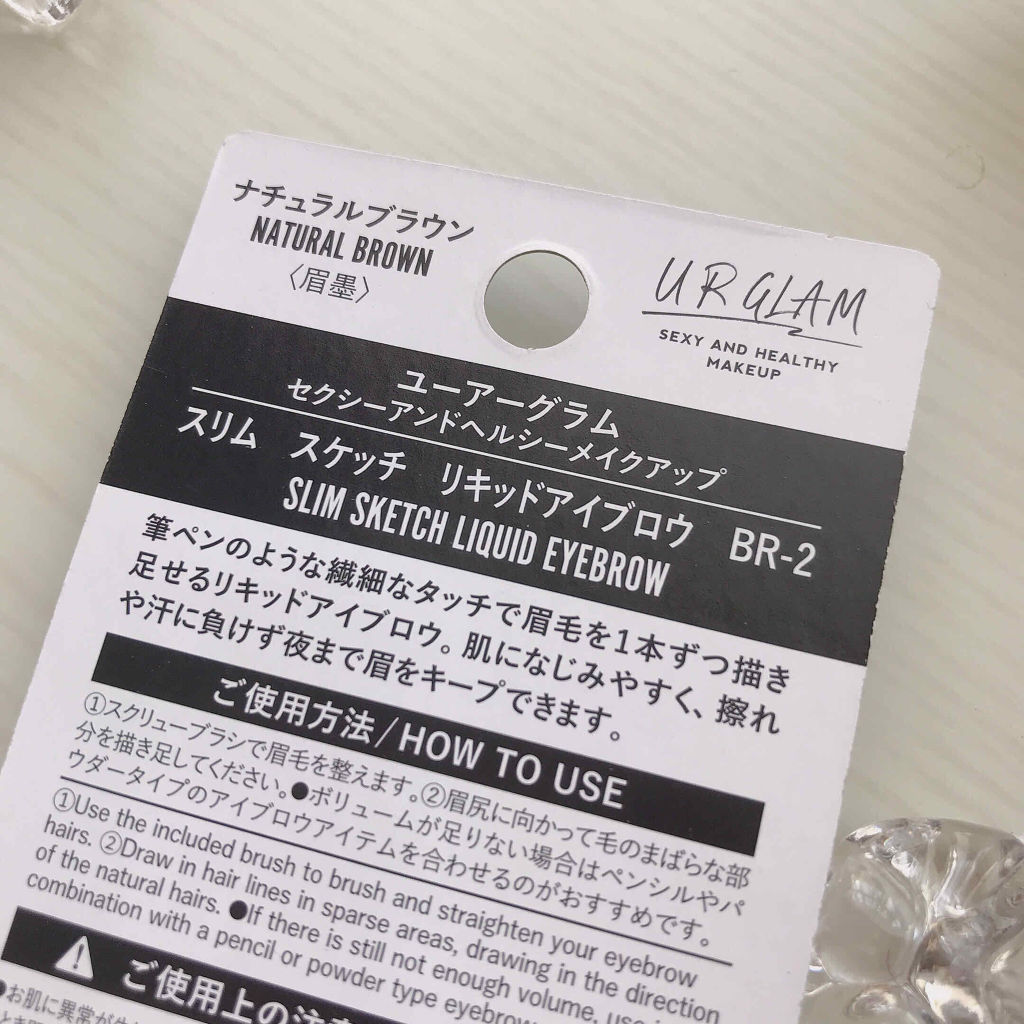 ナチュラルブラウン
NATURAL BROWN
〈眉墨〉
UR GLAM
SEXY AND HEALTHY
MAKEUP
ユーアーグラム
セクシーアンドヘルシーメイクアップ
スリム スケッチ リキッドアイブロウ BR-2
SLIM SKETCH LIQUID EYEBROW
筆ペンのような繊細なタッチで眉毛を1本ずつ描き
足せるリキッドアイブロウ。肌になじみやすく、擦れ
や汗に負けず夜まで眉をキープできます。
ご使用方法/HOW TO USE
①スクリューブラシで眉毛を整えます。②眉尻に向かって毛のまばらな部
分を描き足してください。●ボリュームが足りない場合はペンシルやパ
ウダータイプのアイブロウアイテムを合わせるのがおすすめです。
①Use the included brush to brush and straighten your eyebrow
hairs. ②Draw in hair lines in sparse areas, drawing in the direction
of the natural hairs. ●If there is still not enough volume, use
combination with a pencil or powder type eyebrow
ご使用上の注意
●お肌に異常が